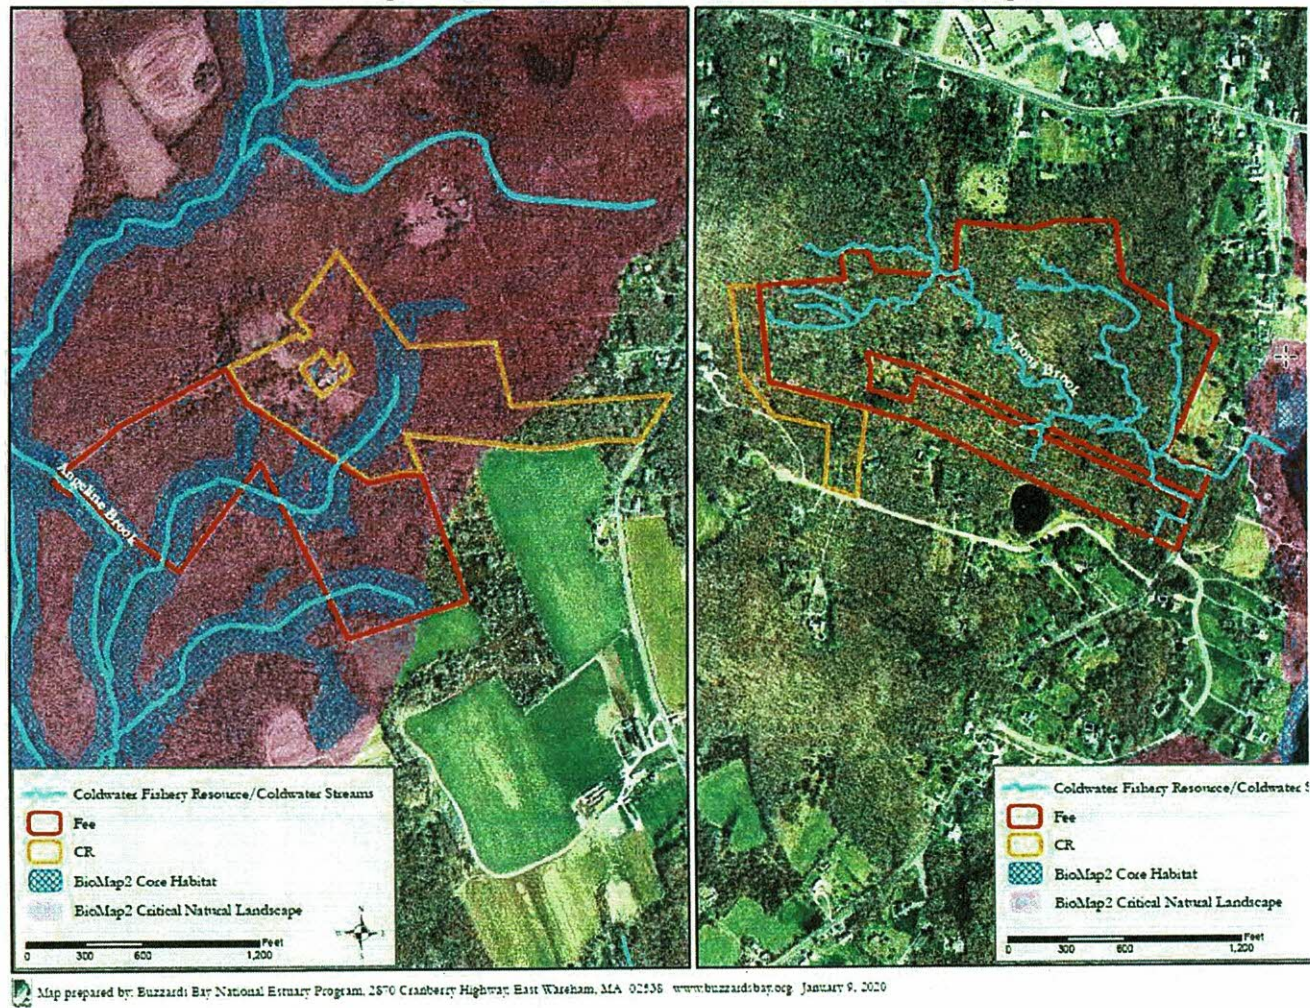 Angeline Brook
Coldwater Fishery Resource/Coldwater Streams
Fee
CR
BioMap2 Core Habitat
BioMap2 Critical Natural Landscape
Feet
0 300 600 1,200
Coldwater Fishery Resource/Coldwater S
Fee
CR
BioMap2 Core Habitat
BioMap2 Critical Natural Landscape
Feet
0 300 600 1,200
Map prepared by: Buzzards Bay National Estuary Program, 2870 Cranberry Highway, East Wareham, MA 02538 www.buzzardsbay.org. January 9, 2020